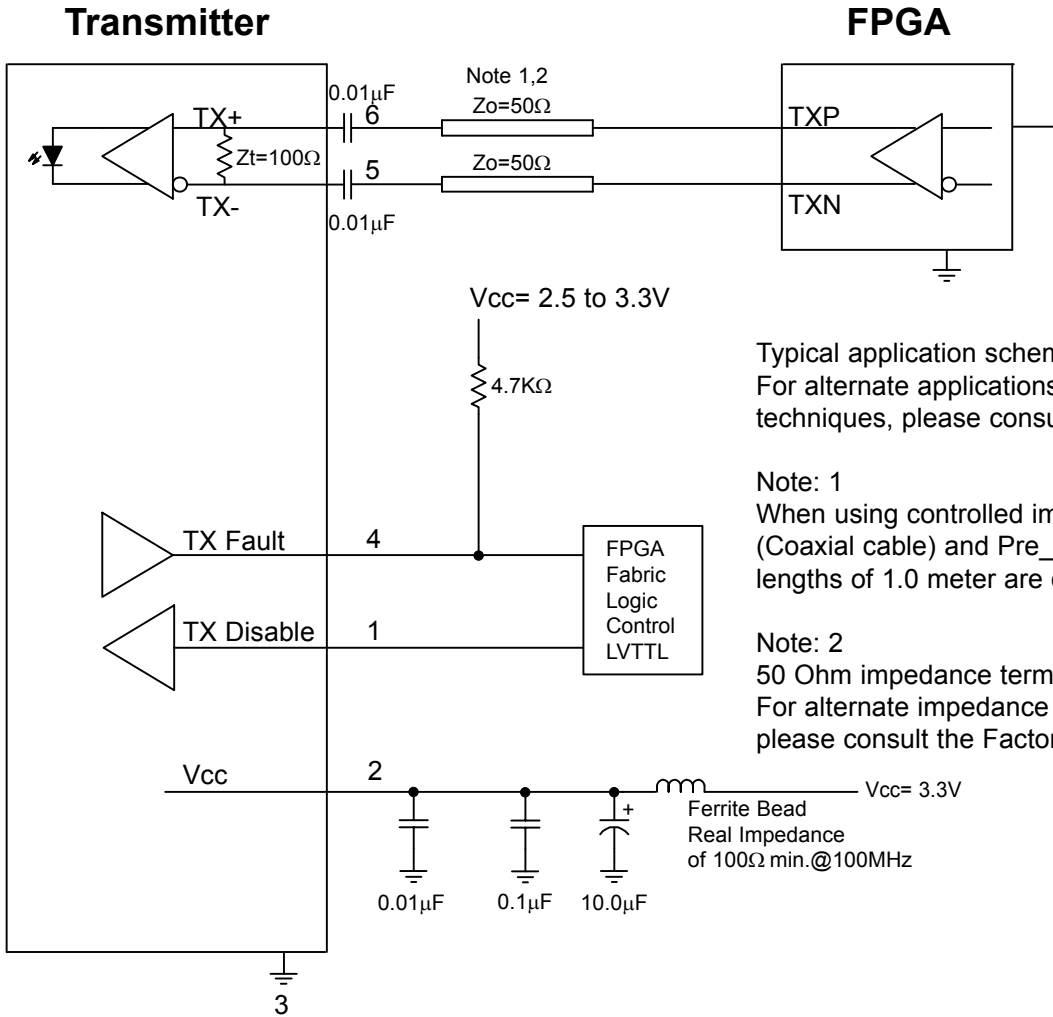 Transmitter
FPGA
0.01μF
6
Note 1,2
Zo=50Ω
TX+
TXP
Zt=100Ω
5
Zo=50Ω
TX-
TXN
0.01μF
Vcc= 2.5 to 3.3V
4.7KΩ
Typical application schem
For alternate applications
techniques, please consu
Note: 1
When using controlled im
(Coaxial cable) and Pre_
lengths of 1.0 meter are
Note: 2
50 Ohm impedance term
For alternate impedance
please consult the Factor
TX Fault
4
FPGA
Fabric
Logic
Control
LVTTL
TX Disable
1
Vcc
2
Vcc= 3.3V
+
Ferrite Bead
Real Impedance
of 100Ω min.@100MHz
0.01μF
0.1μF
10.0μF
3